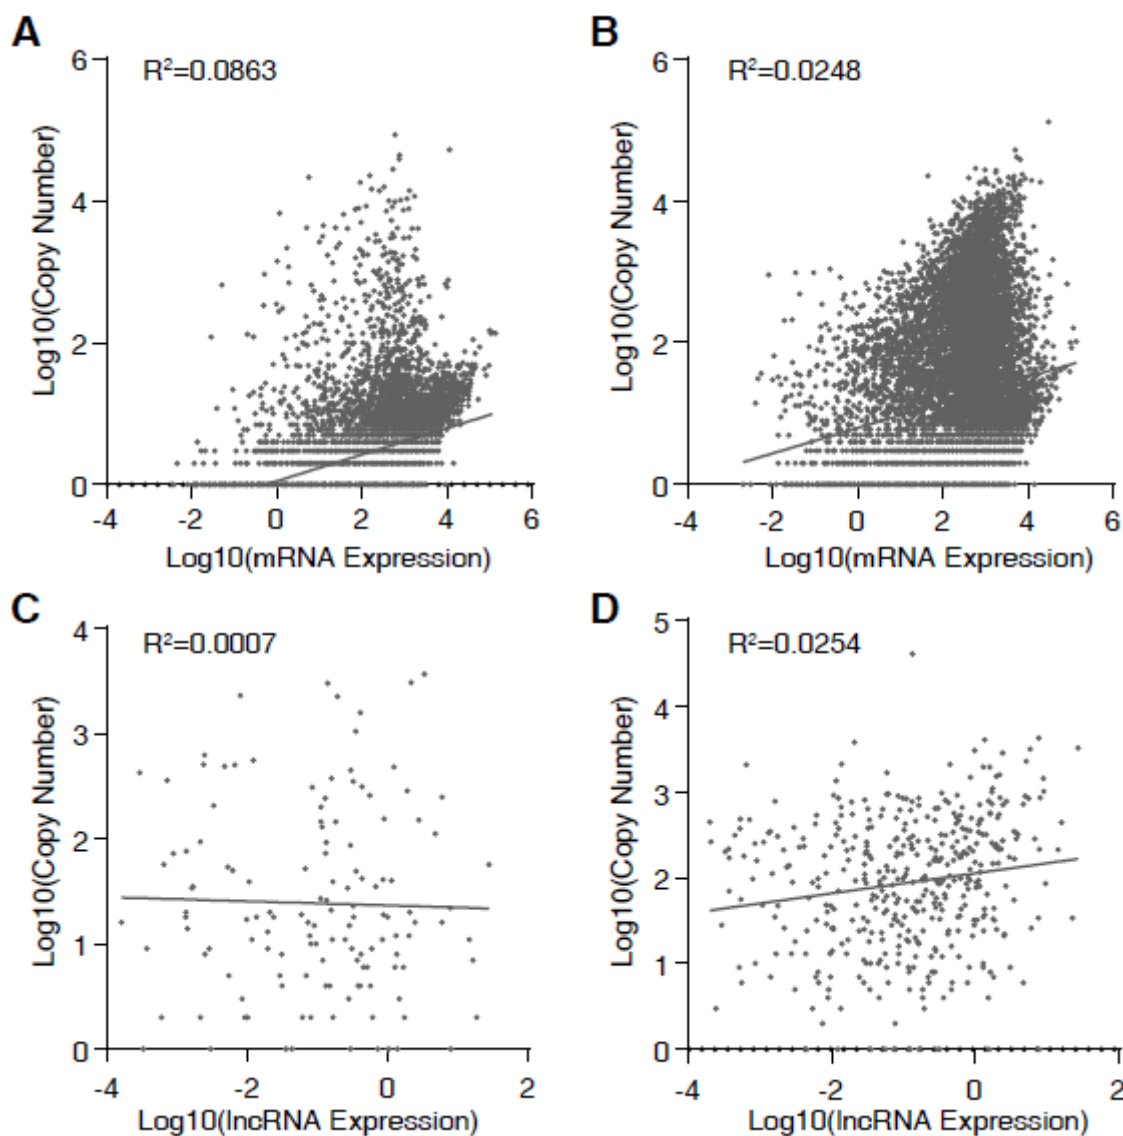 A
B
R²=0.0863
R²=0.0248
Log10(Copy Number)
Log10(Copy Number)
6
4
2
0
6
4
2
0
-4 -2 0 2 4 6
-4 -2 0 2 4 6
Log10(mRNA Expression)
Log10(mRNA Expression)
C
D
R²=0.0007
R²=0.0254
Log10(Copy Number)
Log10(Copy Number)
4
3
2
1
0
5
4
3
2
1
0
-4 -2 0 2
-4 -2 0 2
Log10(lncRNA Expression)
Log10(lncRNA Expression)